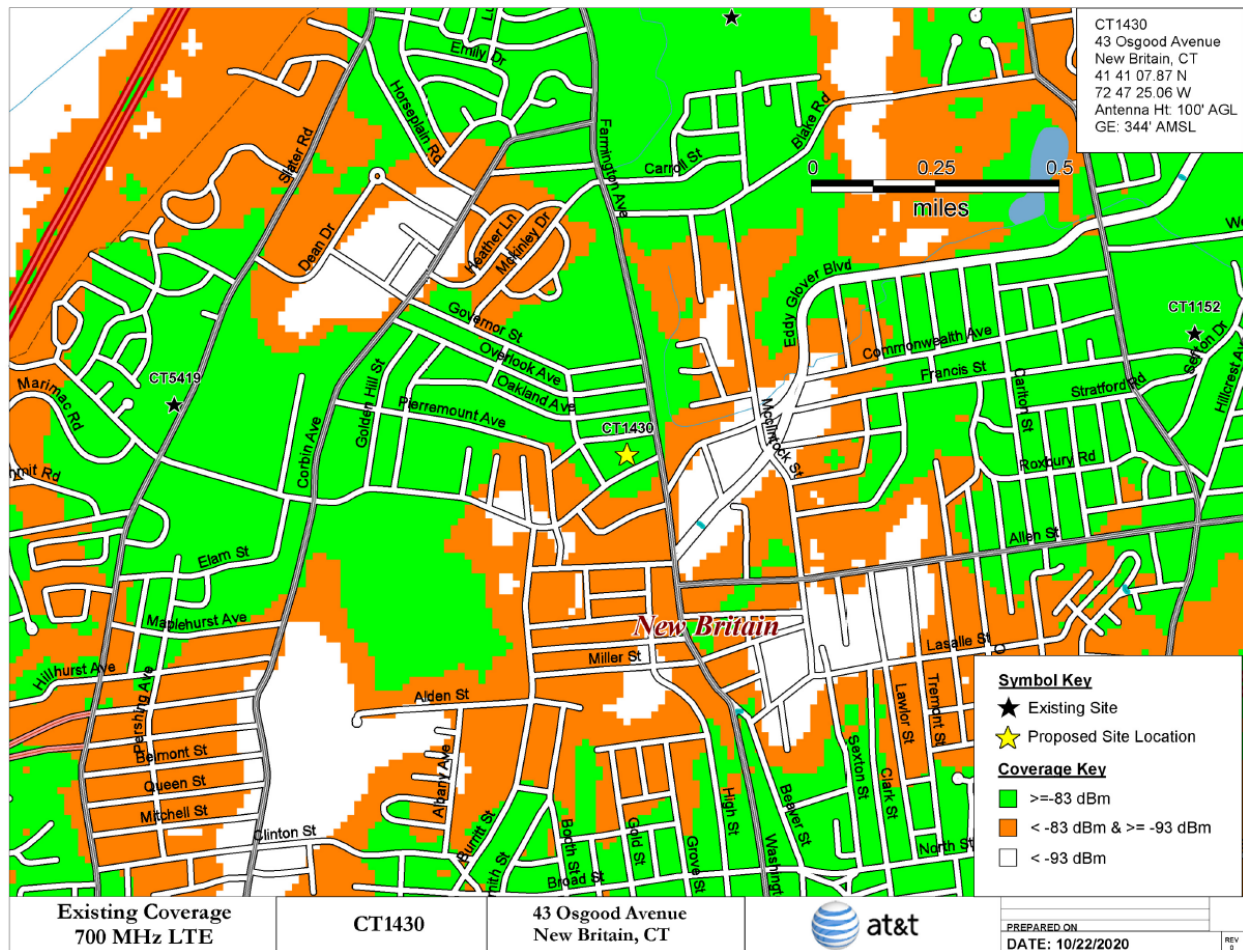 CT1430
43 Osgood Avenue
New Britain, CT
41 41 07.87 N
72 47 25.06 W
Antenna Ht: 100' AGL
GE: 344' AMSL
Emily Dr
Horseplain Rd
Slater Rd
Farmington Ave
Carroll St
Blake Rd
0 0.25 0.5
miles
Dean Dr
Heather Ln
Mckinley Dr
Eddy Glover Blvd
Governor St
Overlook Ave
Oakland Ave
Pierremount Ave
Golden Hill St
Corbin Ave
Commonwealth Ave
Francis St
Carlton St
Stratford Rd
CT1152
Sefton Dr
Hillcrest Ave
Marimac Rd
CT5419
CT1430
Mcclintock St
Roxbury Rd
Allen St
Elam St
Maplehurst Ave
Hillhurst Ave
Pershing Ave
Belmont St
Queen St
Mitchell St
Clinton St
New Britain
Miller St
Alden St
Albany Ave
Burritt St
Booth St
Gold St
Broad St
Grove St
High St
Beaver St
Washingt
Sexton St
Clark St
Lawlor St
Tremont St
Lasalle St
North St
Symbol Key
Existing Site
Proposed Site Location
Coverage Key
>=-83 dBm
< -83 dBm & >= -93 dBm
< -93 dBm
Existing Coverage
700 MHz LTE
CT1430
43 Osgood Avenue
New Britain, CT
at&t
PREPARED ON
DATE: 10/22/2020
REV